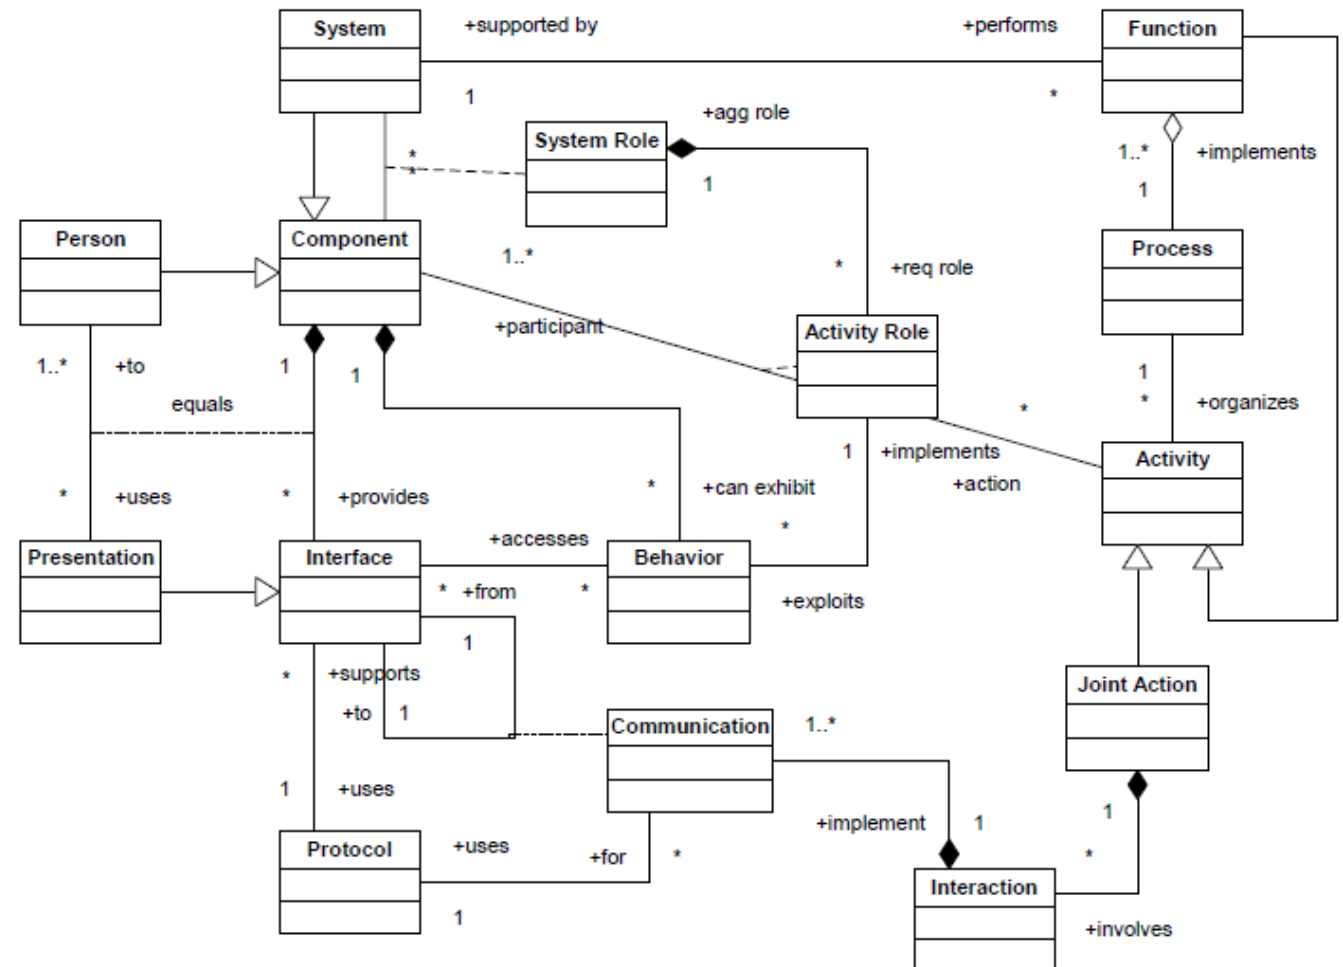 System
+supported by
+performs
Function
1
*
+agg role
System Role
*
*
1
1..*
+implements
1
Person
Component
1..*
Process
*
+req role
+participant
Activity Role
1..*
+to
1
1
1
equals
*
*
+organizes
1
+implements
Activity
*
+uses
*
+provides
*
+can exhibit
+action
*
+accesses
Presentation
Interface
Behavior
*
+from
*
+exploits
1
*
+supports
Joint Action
+to
1
Communication
1..*
1
+uses
1
+implement
1
*
Protocol
+uses
+for
*
Interaction
1
+involves